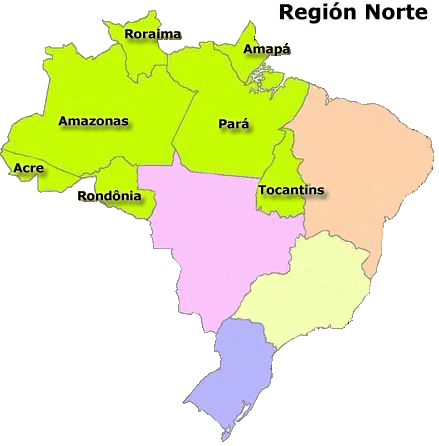 Región Norte
Roraima
Amapá
Amazonas
Pará
Acre
Rondônia
Tocantins